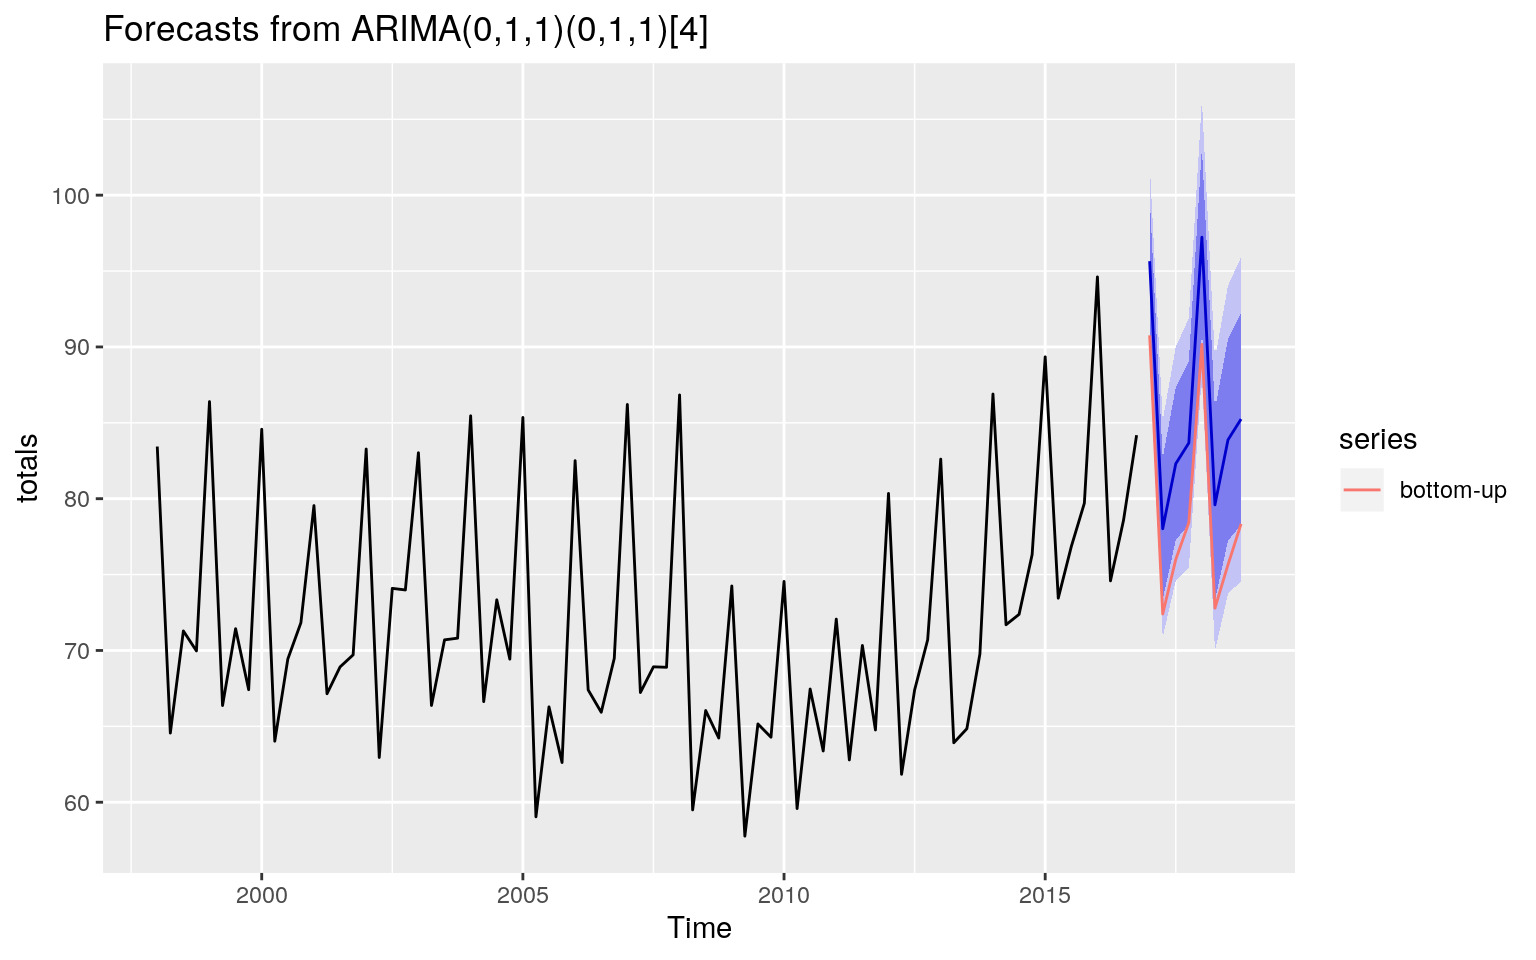 Forecasts from ARIMA(0,1,1)(0,1,1)[4]
totals
100
90
80
70
60
2000
2005
2010
2015
Time
series
bottom-up